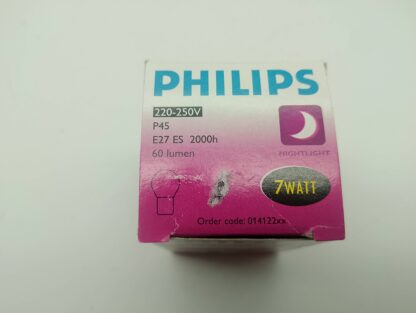 PHILIPS
220-250V
P45
E27 ES 2000h
60 lumen
NIGHTLIGHT
7WATT
Order code: 014122xx